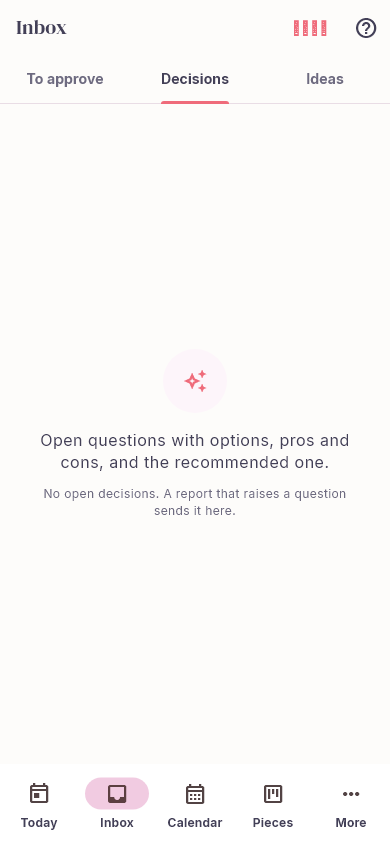 Inbox
To approve
Decisions
Ideas
Open questions with options, pros and
cons, and the recommended one.
No open decisions. A report that raises a question
sends it here.
Today
Inbox
Calendar
Pieces
More